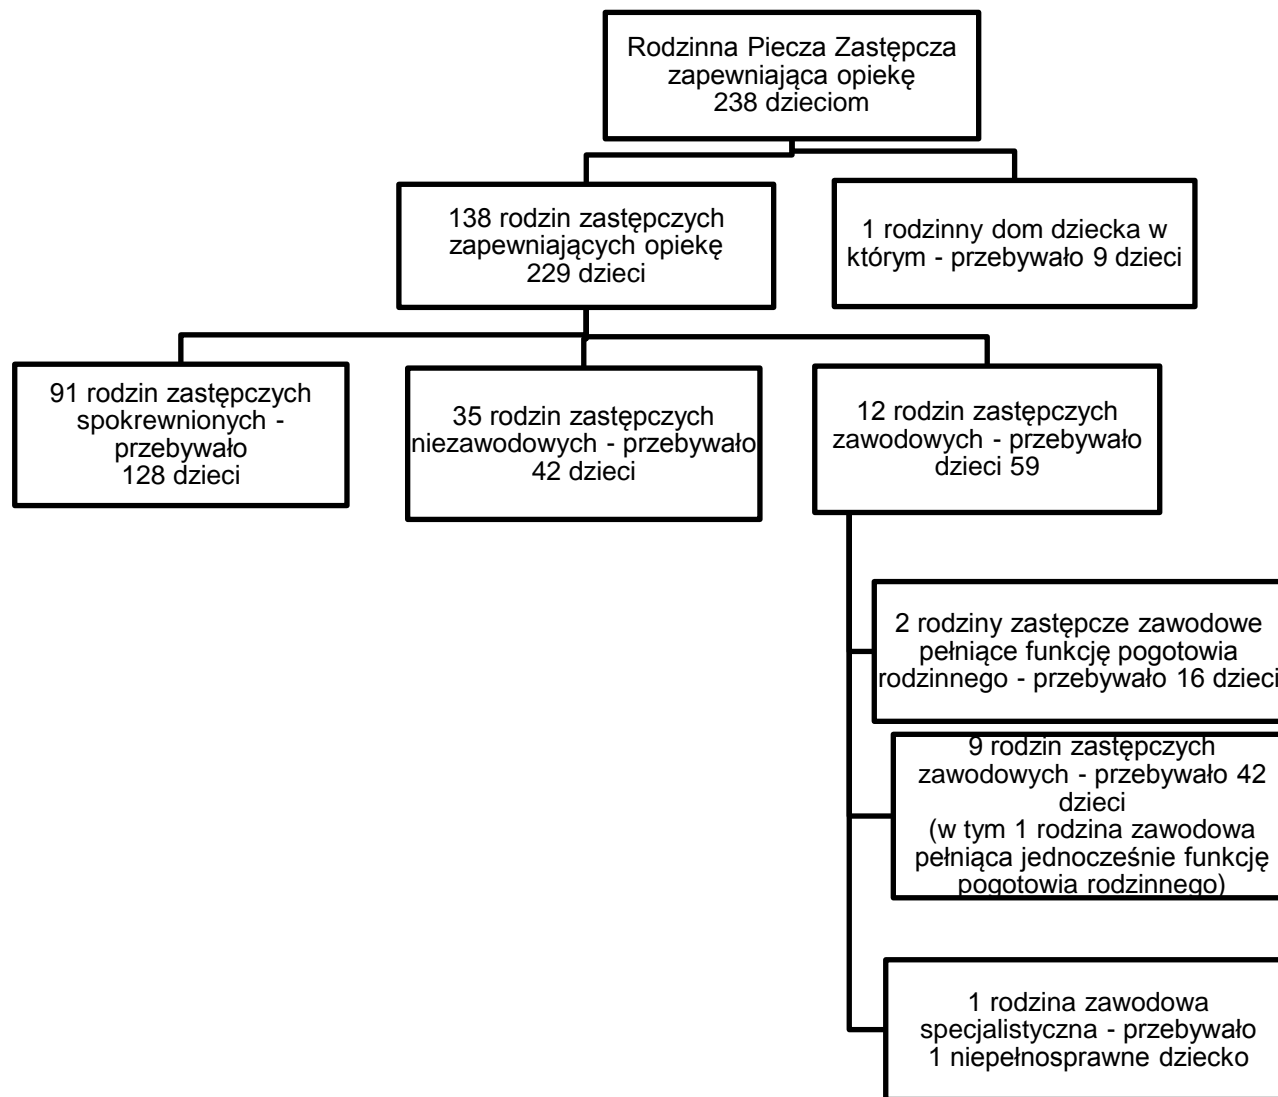 Rodzinna Piecza Zastępcza
zapewniająca opiekę
238 dzieciom
138 rodzin zastępczych
zapewniających opiekę
229 dzieci
1 rodzinny dom dziecka w
którym - przebywało 9 dzieci
91 rodzin zastępczych
spokrewnionych -
przebywało
128 dzieci
35 rodzin zastępczych
niezawodowych - przebywało
42 dzieci
12 rodzin zastępczych
zawodowych - przebywało
dzieci 59
2 rodziny zastępcze zawodowe
pełniące funkcję pogotowia
rodzinnego - przebywało 16 dzieci
9 rodzin zastępczych
zawodowych - przebywało 42
dzieci
(w tym 1 rodzina zawodowa
pełniąca jednocześnie funkcję
pogotowia rodzinnego)
1 rodzina zawodowa
specjalistyczna - przebywało
1 niepełnosprawne dziecko